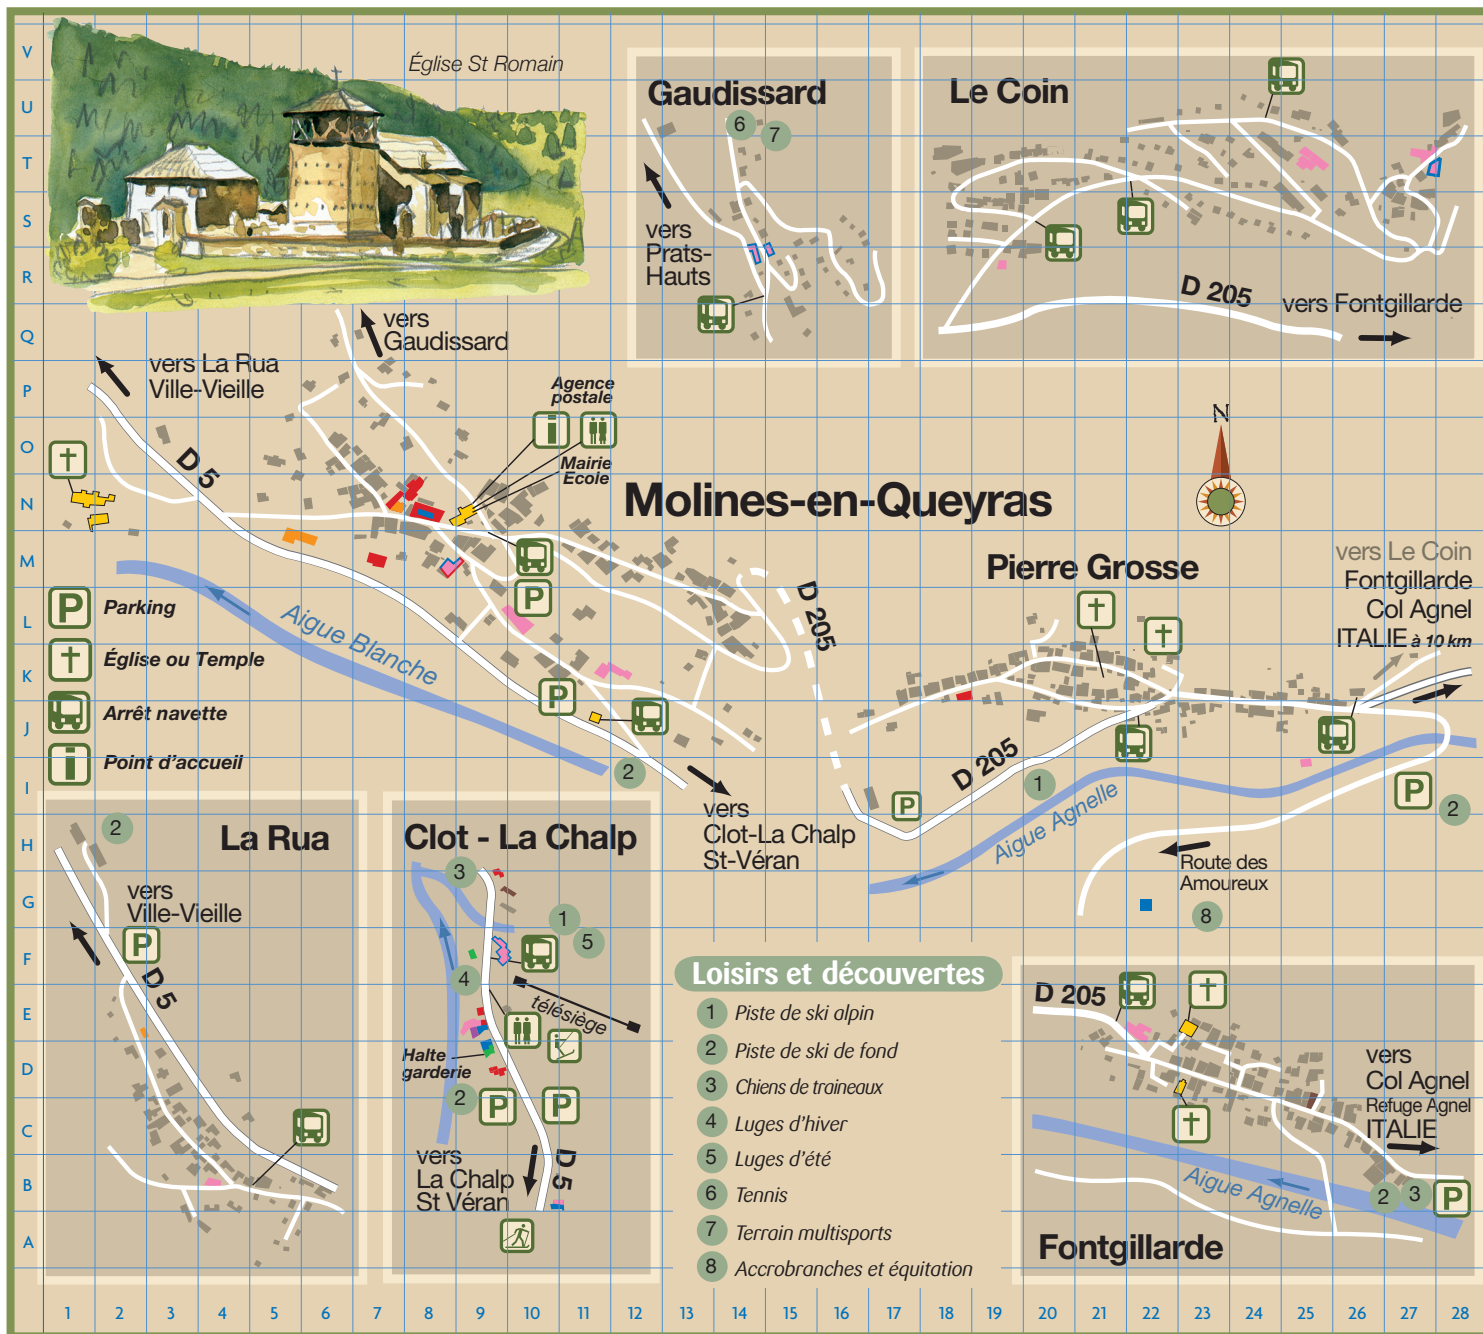 Église St Romain
Gaudissard
6
7
vers
Prats-
Hauts
Le Coin
D 205
vers Fontgillarde
vers
Gaudissard
vers La Rua
Ville-Vieille
Agence
postale
Mairie
Ecole
D 5
Molines-en-Queyras
N
Pierre Grosse
vers Le Coin
Fontgillarde
Col Agnel
ITALIE à 10 km
D 205
D 205
P
Parking
Église ou Temple
Arrêt navette
i
Point d'accueil
Aigue Blanche
P
P
2
vers
Clot-La Chalp
St-Véran
P
1
Aigue Agnelle
P
2
Route des
Amoureux
8
La Rua
2
vers
Ville-Vieille
P
D 5
Clot - La Chalp
3
1
5
4
télésiège
Halte
garderie
2
P
P
vers
La Chalp
St Véran
D 5
Loisirs et découvertes
1 Piste de ski alpin
2 Piste de ski de fond
3 Chiens de traineaux
4 Luges d'hiver
5 Luges d'été
6 Tennis
7 Terrain multisports
8 Accrobranches et équitation
D 205
vers
Col Agnel
Refuge Agnel
ITALIE
Aigue Agnelle
2
3
P
Fontgillarde
V
U
T
S
R
Q
P
O
N
M
L
K
J
I
H
G
F
E
D
C
B
A
1 2 3 4 5 6 7 8 9 10 11 12 13 14 15 16 17 18 19 20 21 22 23 24 25 26 27 28